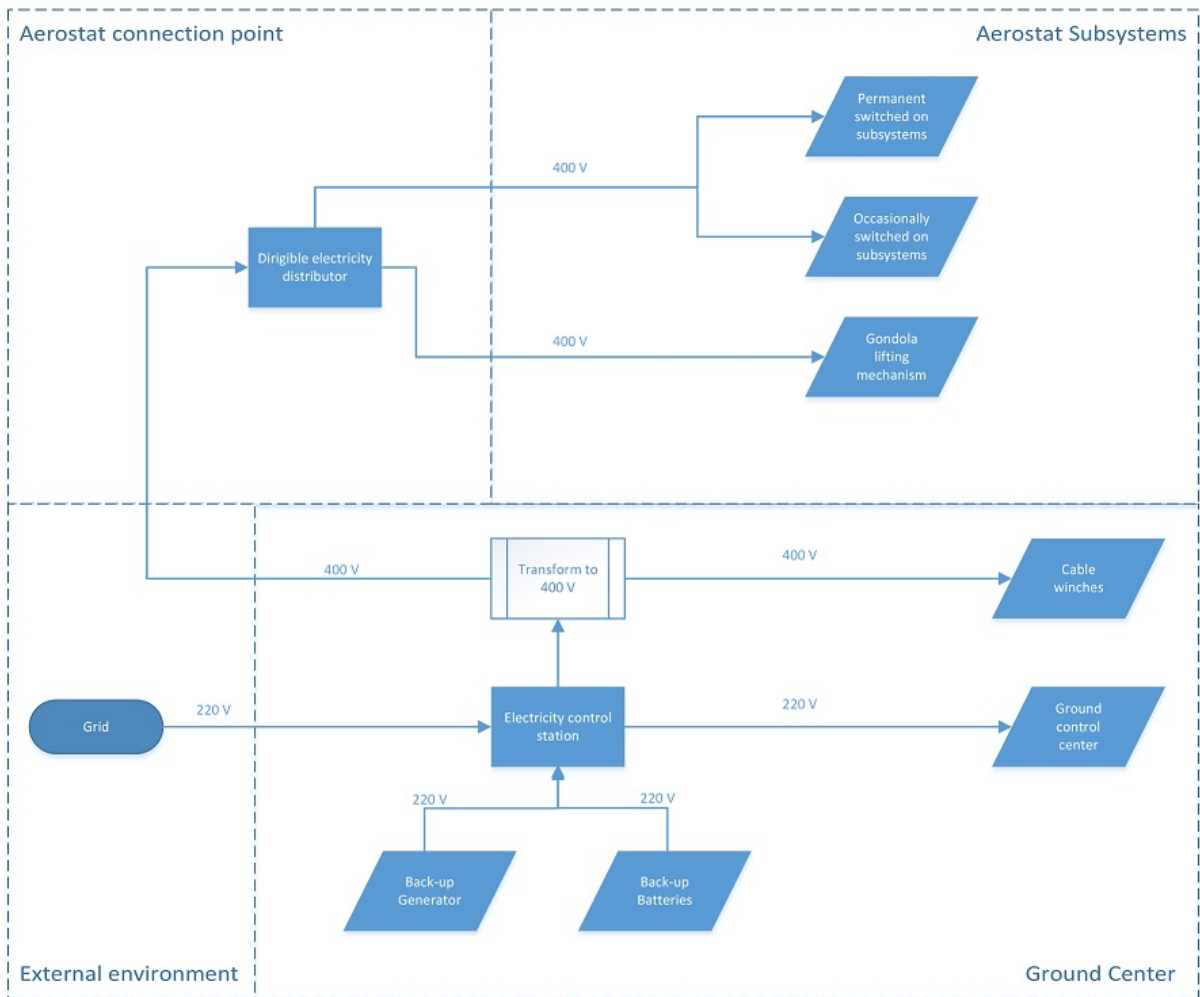 Aerostat connection point
Aerostat Subsystems
Permanent
switched on
subsystems
400 V
Occasionally
switched on
subsystems
Dirigible electricity
distributor
400 V
Gondola
lifting
mechanism
400 V
Transform to
400 V
400 V
Cable
winches
Grid
220 V
Electricity control
station
220 V
Ground
control
center
220 V
220 V
Back-up
Generator
Back-up
Batteries
External environment
Ground Center